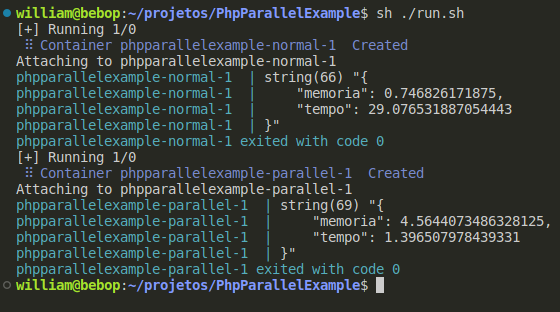 william@bebop:~/projetos/PhpParallelExample$ sh ./run.sh
[+] Running 1/0
⠿ Container phpparallelexample-normal-1  Created
Attaching to phpparallelexample-normal-1
phpparallelexample-normal-1  | string(66) "{
phpparallelexample-normal-1  |     "memoria": 0.746826171875,
phpparallelexample-normal-1  |     "tempo": 29.076531887054443
phpparallelexample-normal-1  | }"
phpparallelexample-normal-1 exited with code 0
[+] Running 1/0
⠿ Container phpparallelexample-parallel-1  Created
Attaching to phpparallelexample-parallel-1
phpparallelexample-parallel-1  | string(69) "{
phpparallelexample-parallel-1  |     "memoria": 4.5644073486328125,
phpparallelexample-parallel-1  |     "tempo": 1.396507978439331
phpparallelexample-parallel-1  | }"
phpparallelexample-parallel-1 exited with code 0
william@bebop:~/projetos/PhpParallelExample$